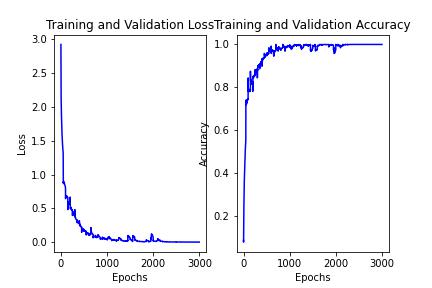 Training and Validation Loss
3.0
2.5
2.0
1.5
1.0
0.5
0.0
Loss
0 1000 2000 3000
Epochs
Training and Validation Accuracy
1.0
0.8
0.6
0.4
0.2
Accuracy
0 1000 2000 3000
Epochs